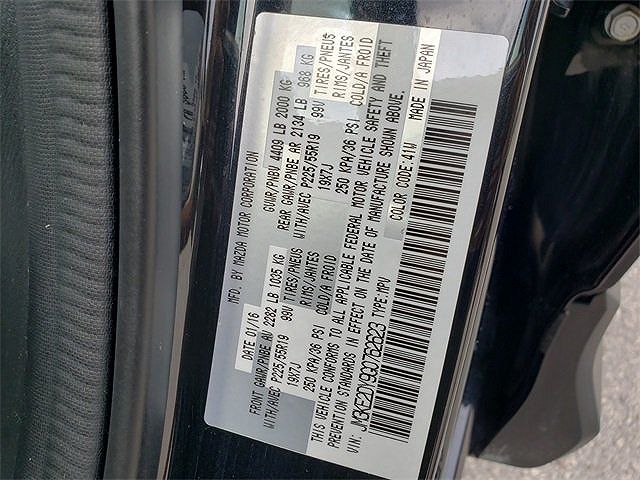 MFD. BY MAZDA MOTOR CORPORATION
DATE 01/16 GVWR/PNBV 4409 LB 2000 KG
FRONT GAWR/PNBE AV 2282 LB 1035 KG REAR GAWR/PNBE AR 2134 LB 968 KG
WITH/AVEC P225/55R19 99V TIRES/PNEUS WITH/AVEC P225/55R19 99V TIRES/PNEUS
19X7J RIMS/JANTES 19X7J RIMS/JANTES
250 KPA/36 PSI COLD/A FROID 250 KPA/36 PSI COLD/A FROID
THIS VEHICLE CONFORMS TO ALL APPLICABLE FEDERAL MOTOR VEHICLE SAFETY AND THEFT
PREVENTION STANDARDS IN EFFECT ON THE DATE OF MANUFACTURE SHOWN ABOVE.
VIN: TYPE: MPV COLOR CODE: 41W MADE IN JAPAN